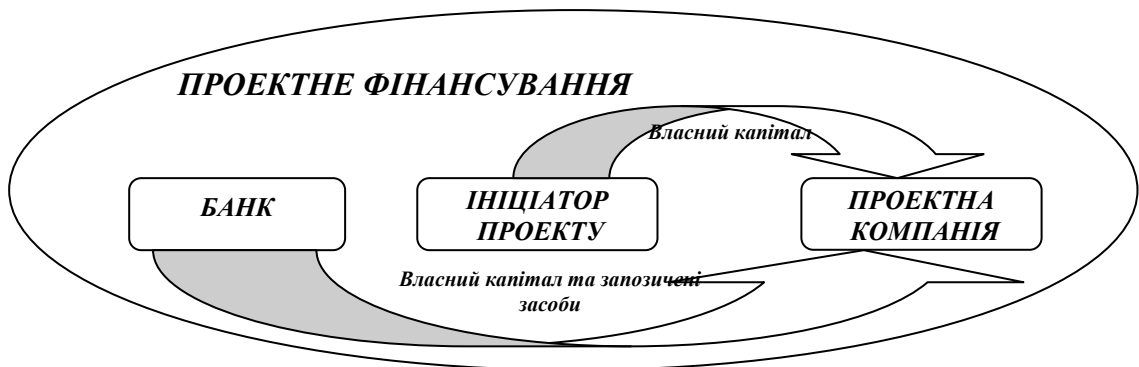 ПРОЕКТНЕ ФІНАНСУВАННЯ
Власний капітал
БАНК
ІНІЦІАТОР
ПРОЕКТУ
ПРОЕКТНА
КОМПАНІЯ
Власний капітал та запозичені
засоби